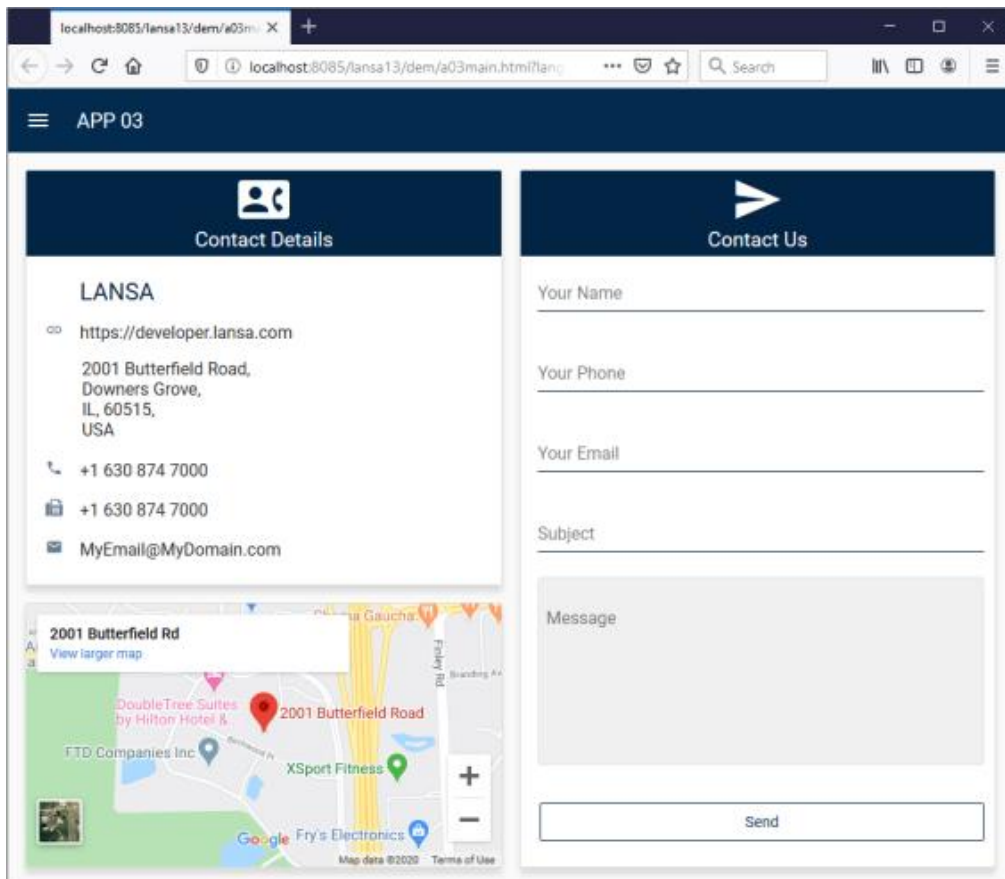 localhost:8085/lansa13/dem/a03m
localhost:8085/lansa13/dem/a03main.html?lang
Search
APP 03
Contact Details
LANSA
https://developer.lansa.com
2001 Butterfield Road,
Downers Grove,
IL, 60515,
USA
+1 630 874 7000
+1 630 874 7000
MyEmail@MyDomain.com
Gaucha
2001 Butterfield Rd
View larger map
Finley Rd
Branding
DoubleTree Suites
by Hilton Hotel &
2001 Butterfield Road
FTD Companies Inc
XSport Fitness
Google
Fry's Electronics
Map data ©2020 Terms of Use
Contact Us
Your Name
Your Phone
Your Email
Subject
Message
Send